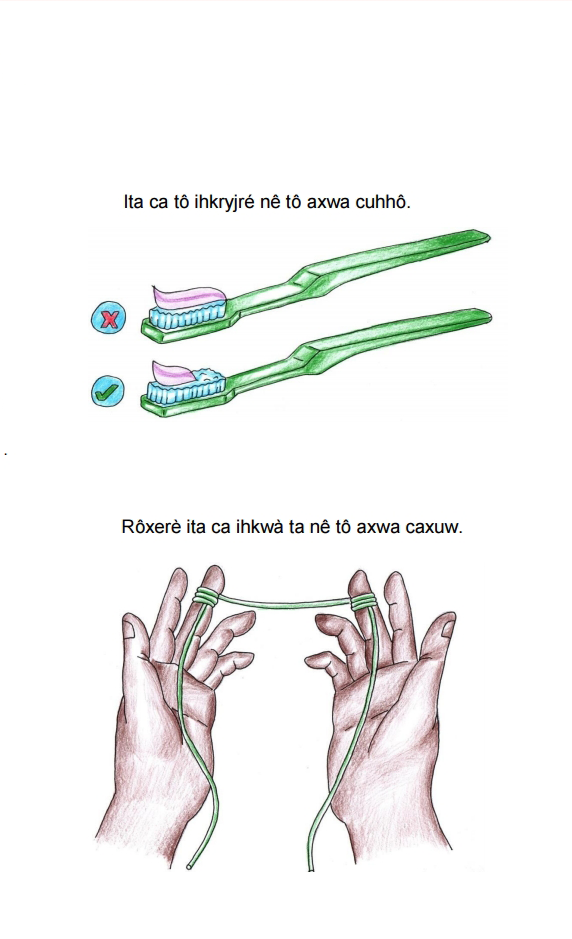 Ita ca tô ihkryjré nê tô axwa cuhhô.
.
Rôxerè ita ca ihkwà ta nê tô axwa caxuw.